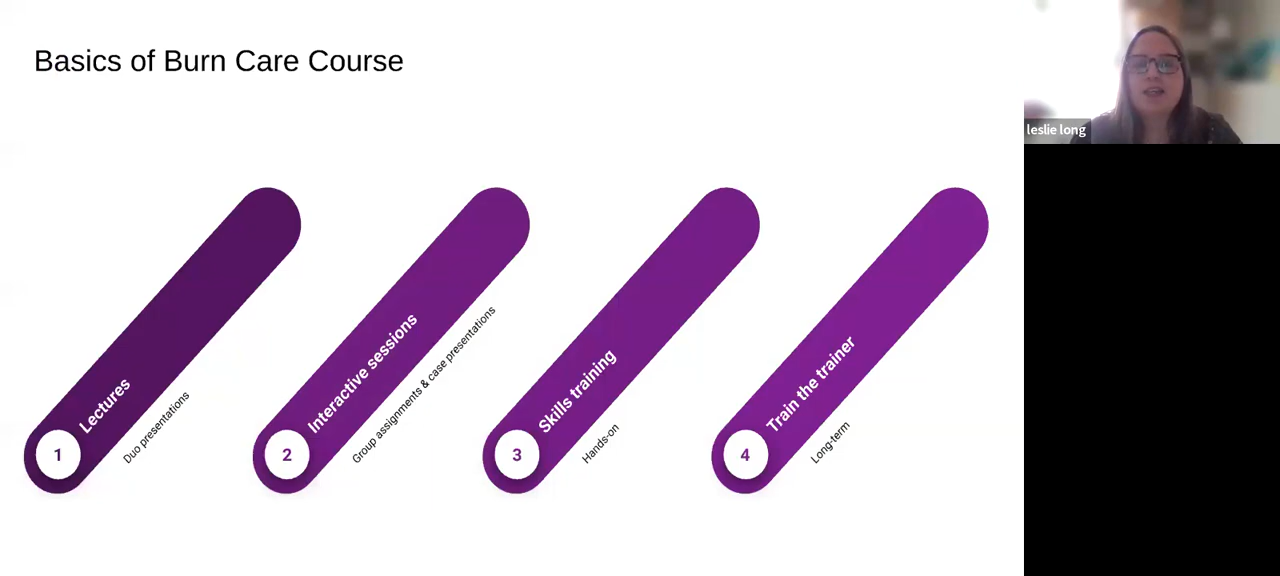 Basics of Burn Care Course
leslie long
1
Lectures
Duo presentations
2
Interactive sessions
Group assignments & case presentations
3
Skills training
Hands-on
4
Train the trainer
Long-term